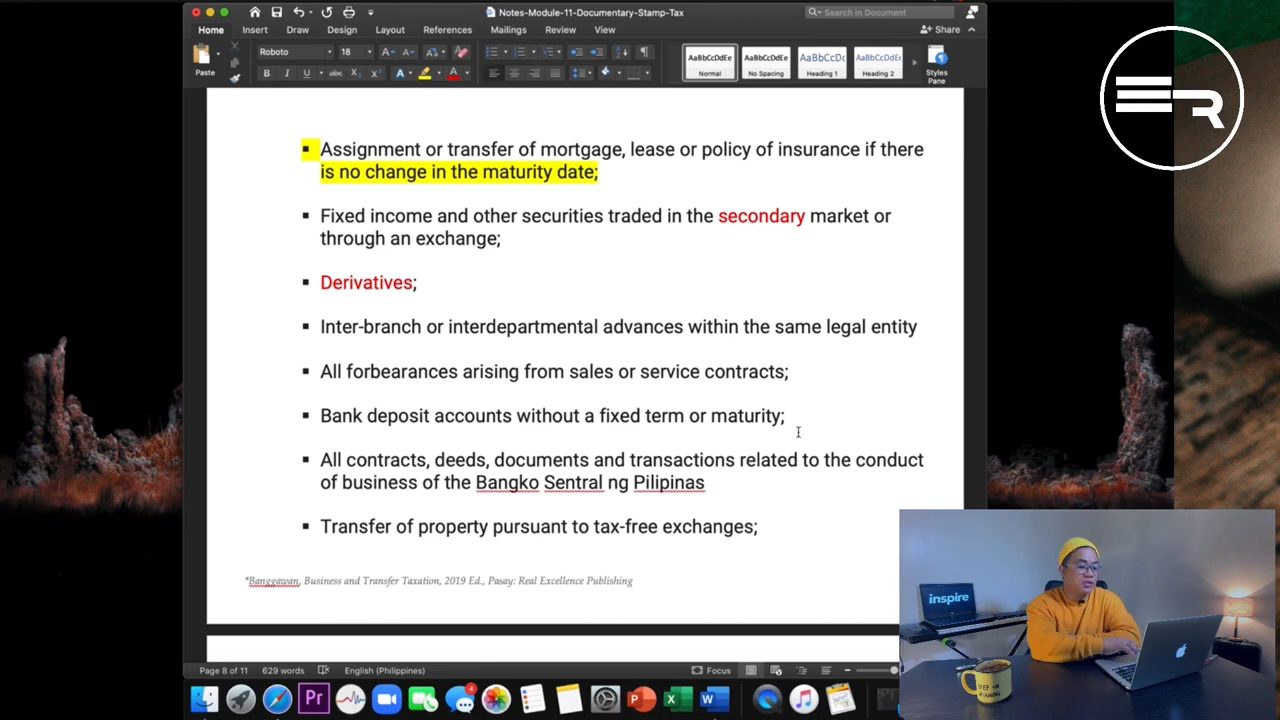 Notes-Module-11-Documentary-Stamp-Tax
Search in Document
Home Insert Draw Design Layout References Mailings Review View
Share
Paste
Roboto 18
AaBbCcDdEe AaBbCcDdEe AaBbCcDc AaBbCcDdEe
Normal No Spacing Heading 1 Heading 2
Styles
Pane
ER
▪ Assignment or transfer of mortgage, lease or policy of insurance if there
is no change in the maturity date;
▪ Fixed income and other securities traded in the secondary market or
through an exchange;
▪ Derivatives;
▪ Inter-branch or interdepartmental advances within the same legal entity
▪ All forbearances arising from sales or service contracts;
▪ Bank deposit accounts without a fixed term or maturity;
▪ All contracts, deeds, documents and transactions related to the conduct
of business of the Bangko Sentral ng Pilipinas
▪ Transfer of property pursuant to tax-free exchanges;
*Banggawan, Business and Transfer Taxation, 2019 Ed., Pasay: Real Excellence Publishing
inspire
Page 8 of 11 629 words English (Philippines) Focus